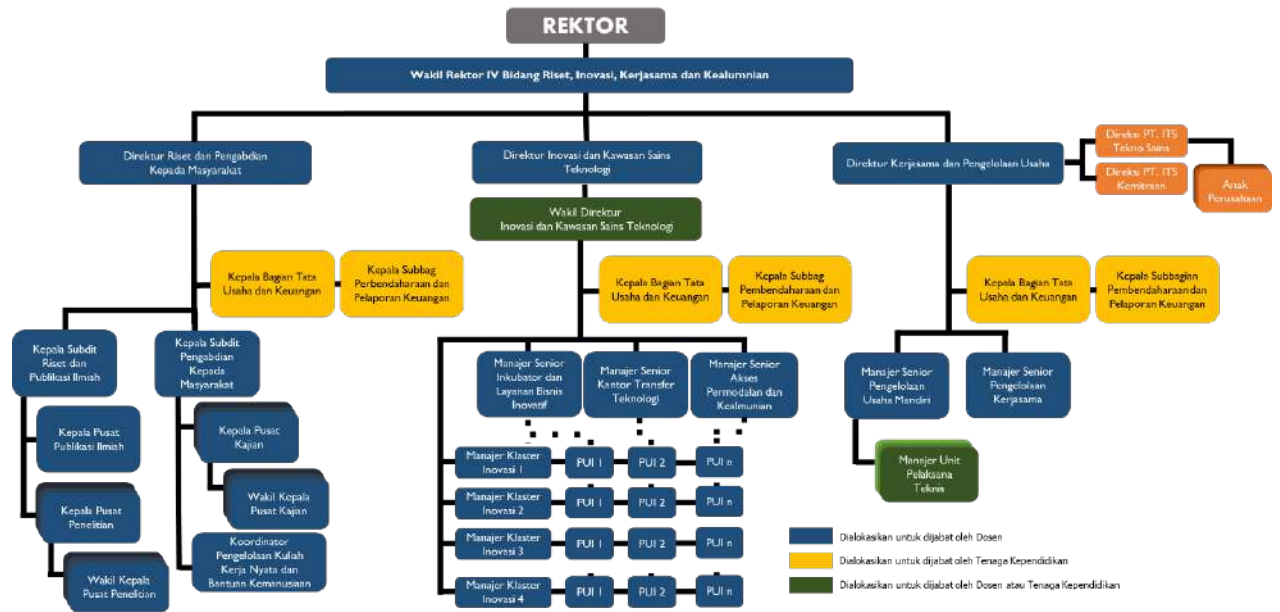 REKTOR
Wakil Rektor IV Bidang Riset, Inovasi, Kerjasama dan Kealumnian
Direktur Riset dan Pengabdian
Kepada Masyarakat
Direktur Inovasi dan Kawasan Sains
Teknologi
Direktur Kerjasama dan Pengelolaan Usaha
Direksi PT. ITS
Tekno Sains
Direksi PT. ITS
Kemitraan
Anak
Perusahaan
Wakil Direktur
Inovasi dan Kawasan Sains Teknologi
Kepala Bagian Tata
Usaha dan Keuangan
Kepala Subbag
Perbendaharaan dan
Pelaporan Keuangan
Kepala Bagian Tata
Usaha dan Keuangan
Kepala Subbag
Pembendaharaan dan
Pelaporan Keuangan
Kepala Bagian Tata
Usaha dan Keuangan
Kepala Subbagian
Pembendaharaan dan
Pelaporan Keuangan
Kepala Subdit
Riset dan
Publikasi Ilmiah
Kepala Subdit
Pengabdian
Kepada
Masyarakat
Manajer Senior
Inkubator dan
Layanan Bisnis
Inovatif
Manajer Senior
Kantor Transfer
Teknologi
Manajer Senior
Akses
Permodalan dan
Kealmunian
Manajer Senior
Pengelolaan
Usaha Mandiri
Manajer Senior
Pengelolaan
Kerjasama
Kepala Pusat
Publikasi Ilmiah
Kepala Pusat
Kajian
Kepala Pusat
Penelitian
Wakil Kepala
Pusat Kajian
Wakil Kepala
Pusat Penelitian
Koordinator
Pengelolaan Kuliah
Kerja Nyata dan
Bantuan Kemanusiaan
Manajer Klaster
Inovasi 1
PUI 1
PUI 2
PUI n
Manajer Klaster
Inovasi 2
PUI 1
PUI 2
PUI n
Manajer Klaster
Inovasi 3
PUI 1
PUI 2
PUI n
Manajer Klaster
Inovasi 4
PUI 1
PUI 2
PUI n
Manajer Unit
Pelaksana
Teknis
Dialokasikan untuk dijabat oleh Dosen
Dialokasikan untuk dijabat oleh Tenaga Kependidikan
Dialokasikan untuk dijabat oleh Dosen atau Tenaga Kependidikan